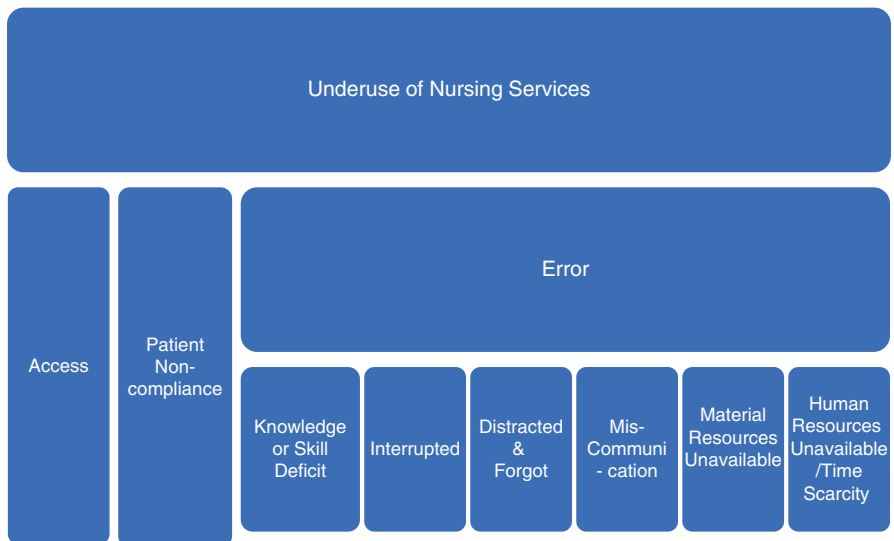 Underuse of Nursing Services
Access
Patient
Non-
compliance
Error
Knowledge
or Skill
Deficit
Interrupted
Distracted
&
Forgot
Mis-
Communi
- cation
Material
Resources
Unavailable
Human
Resources
Unavailable
/Time
Scarcity